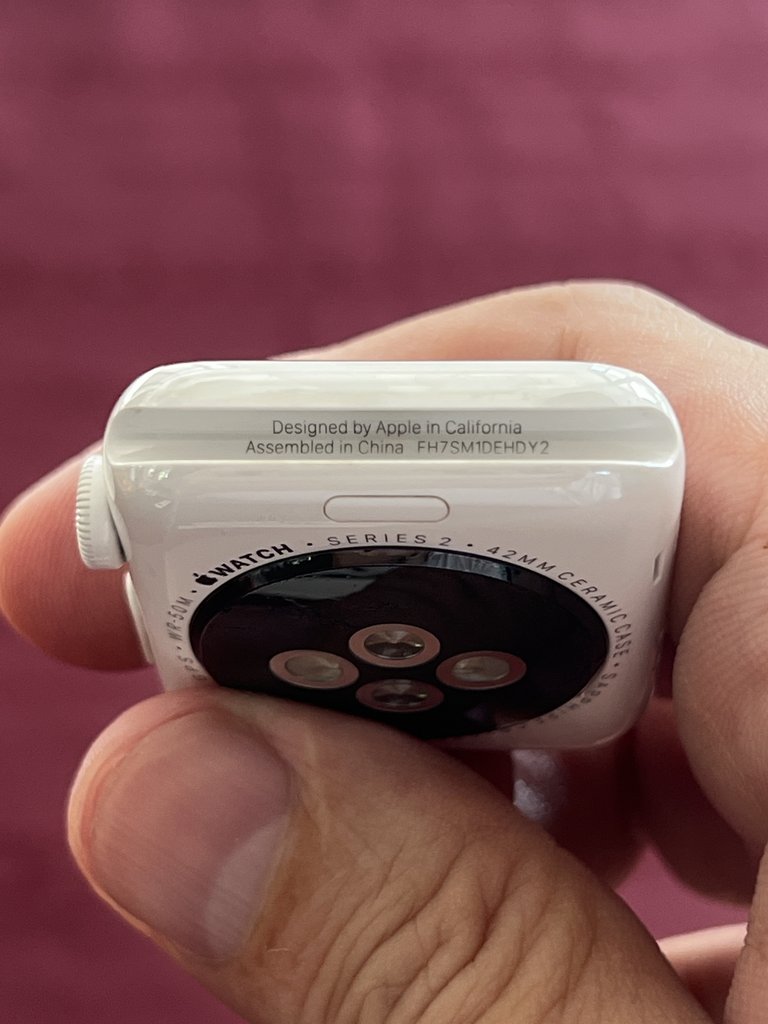 Designed by Apple in California
Assembled in China FH7SM1DEHDY2
WATCH • SERIES 2 • 42MM CERAMIC CASE •
WR-50M •